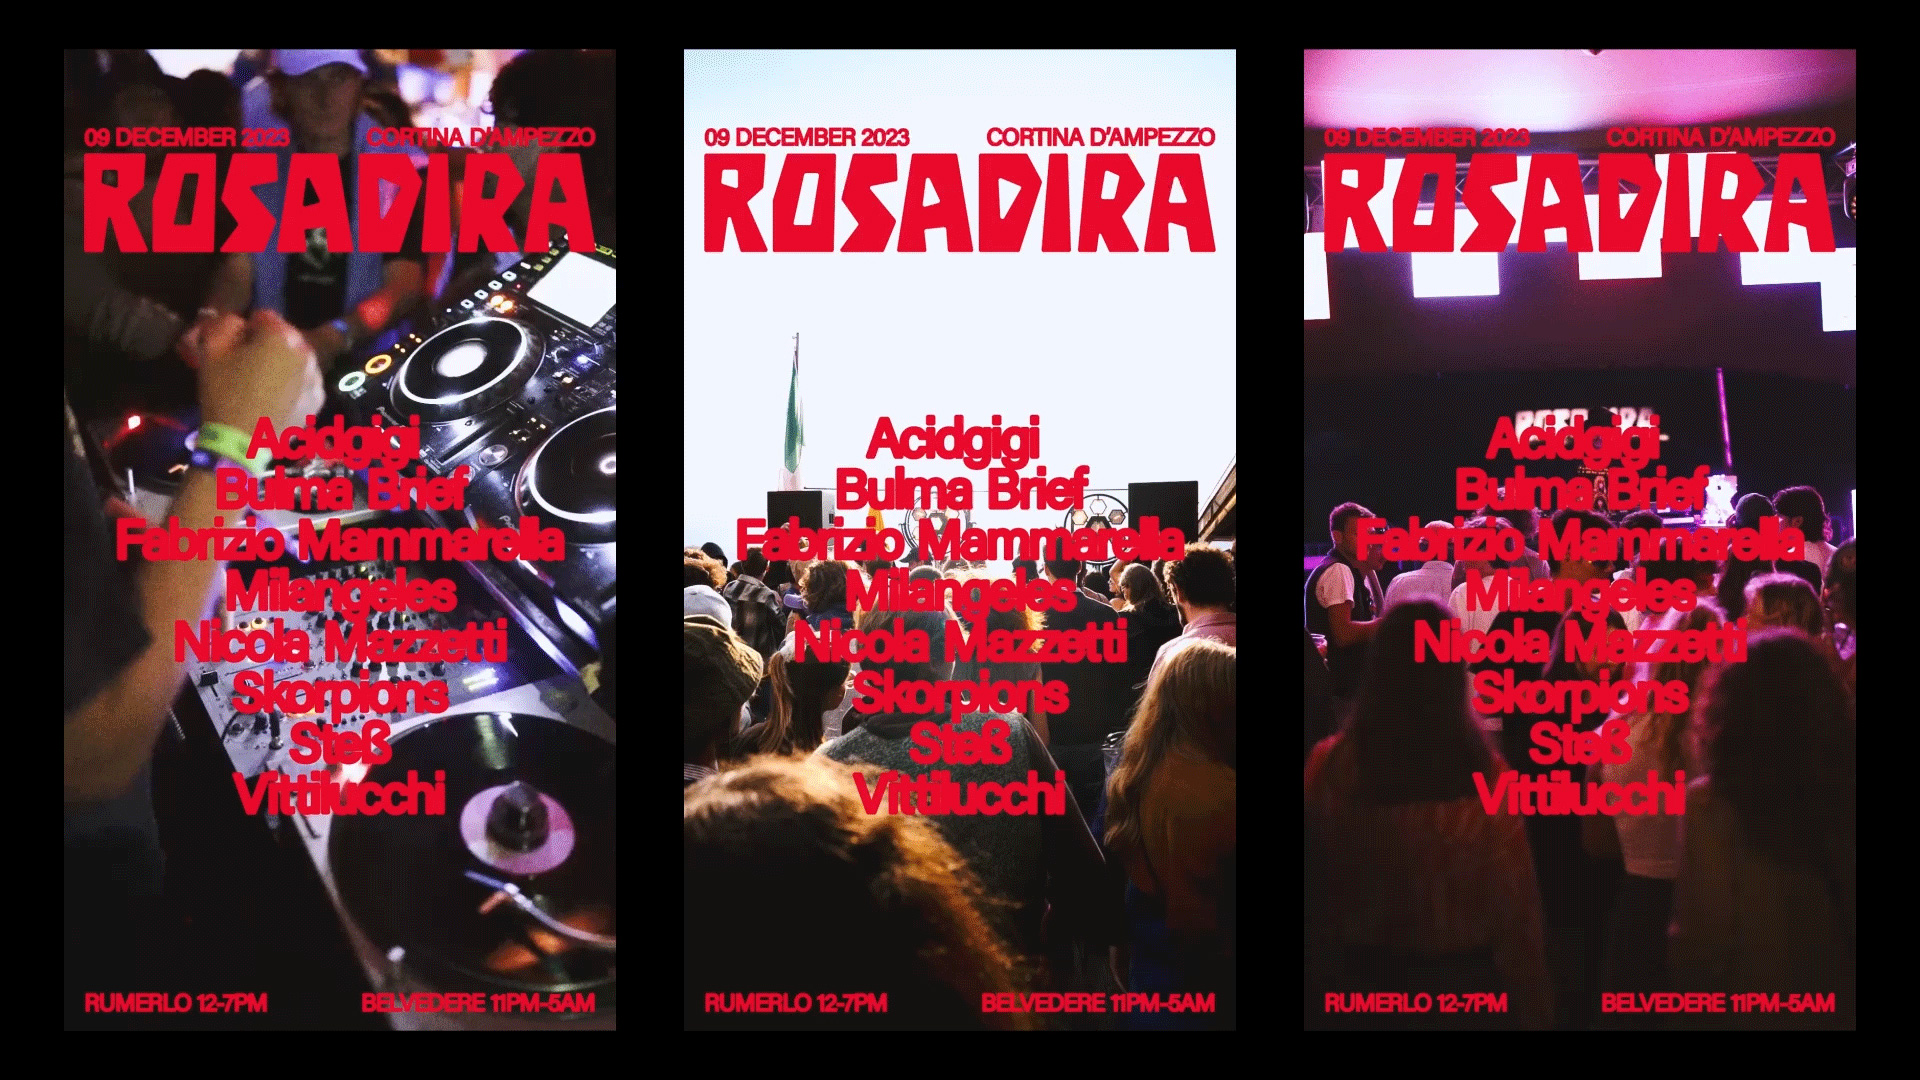 09 DECEMBER 2023 CORTINA D'AMPEZZO
ROSADIRA
Acidgigi
Bulma Brief
Fabrizio Mammarella
Milangeles
Nicola Mazzetti
Skorpions
Steß
Vittilucchi
RUMERLO 12-7PM BELVEDERE 11PM-5AM
09 DECEMBER 2023 CORTINA D'AMPEZZO
ROSADIRA
Acidgigi
Bulma Brief
Fabrizio Mammarella
Milangeles
Nicola Mazzetti
Skorpions
Steß
Vittilucchi
RUMERLO 12-7PM BELVEDERE 11PM-5AM
09 DECEMBER 2023 CORTINA D'AMPEZZO
ROSADIRA
ROSADIRA
Acidgigi
Bulma Brief
Fabrizio Mammarella
Milangeles
Nicola Mazzetti
Skorpions
Steß
Vittilucchi
RUMERLO 12-7PM BELVEDERE 11PM-5AM